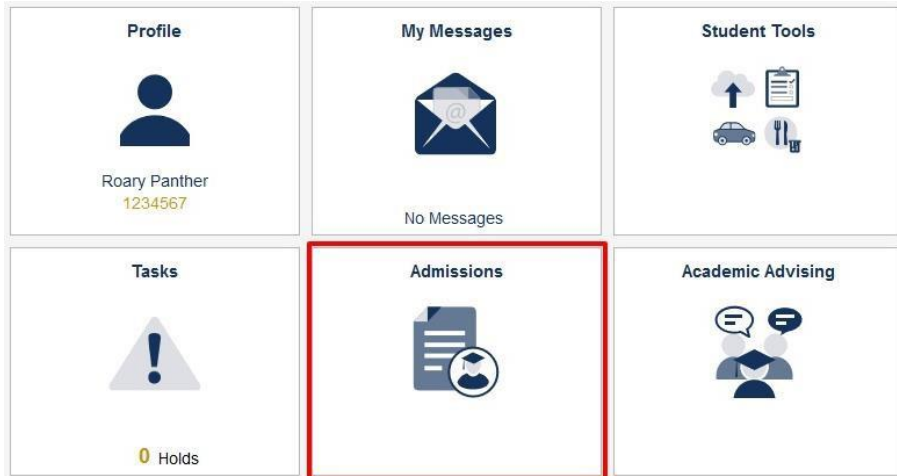 Profile
Roary Panther
1234567
My Messages
@
No Messages
Student Tools
Tasks
!
0 Holds
Admissions
Academic Advising